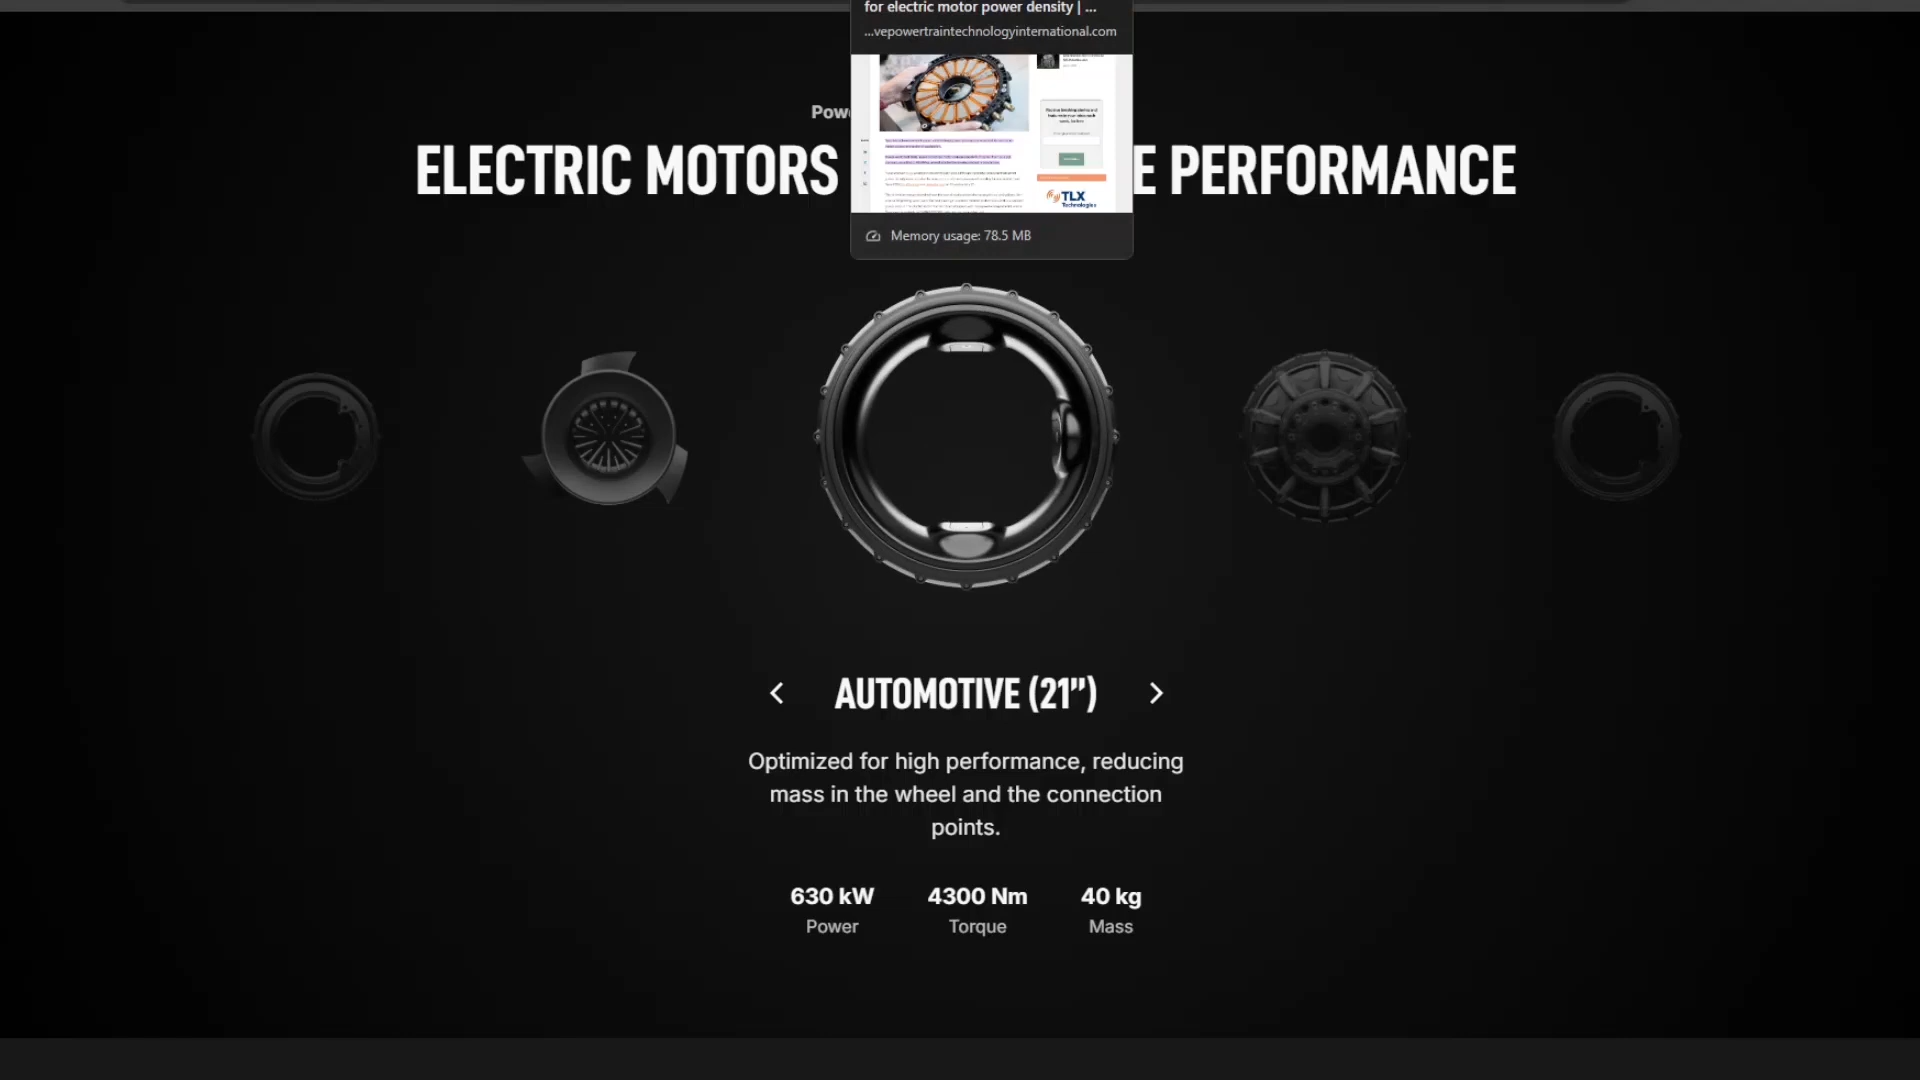 for electric motor power density | ...
...vepowertraintechnologyinternational.com
TLX
Technologies
Memory usage: 78.5 MB
ELECTRIC MOTORS E PERFORMANCE
AUTOMOTIVE (21”)
Optimized for high performance, reducing
mass in the wheel and the connection
points.
630 kW 4300 Nm 40 kg
Power Torque Mass